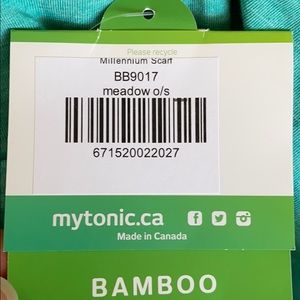 Please recycle
Millennium Scarf
BB9017
meadow o/s
671520022027
mytonic.ca
Made in Canada
BAMBOO